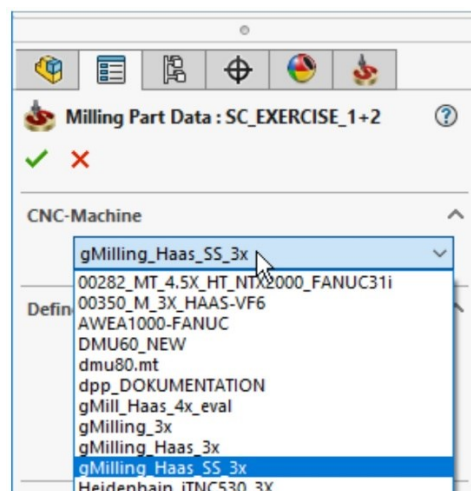 Milling Part Data : SC_EXERCISE_1+2
CNC-Machine
gMilling_Haas_SS_3x
00282_MT_4.5X_HT_NTX2000_FANUC31i
00350_M_3X_HAAS-VF6
Defin
AWEA1000-FANUC
DMU60_NEW
dmu80.mt
dpp_DOKUMENTATION
gMill_Haas_4x_eval
gMilling_3x
gMilling_Haas_3x
gMilling_Haas_SS_3x
Heidenhain_iTNC530_3X